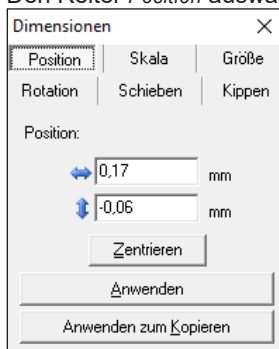 Den Reiter Position auswä
Dimensionen
Position Skala Größe
Rotation Schieben Kippen
Position:
0,17 mm
-0,06 mm
Zentrieren
Anwenden
Anwenden zum Kopieren